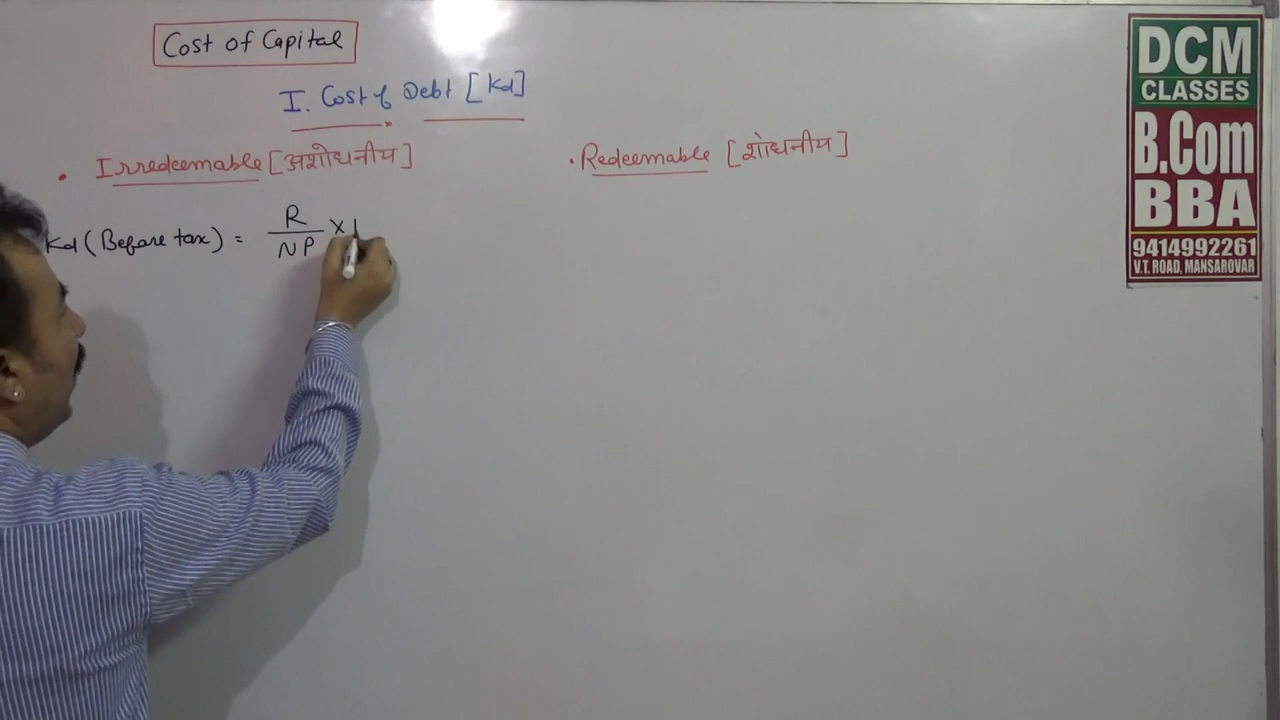 Cost of Capital
I. Cost of Debt [Kd]
• Irredeemable [अशोधनीय]
• Redeemable [शोधनीय]
Kd (Before tax) = R / NP × 1
DCM
CLASSES
B.Com
BBA
9414992261
V.T. ROAD, MANSAROVAR